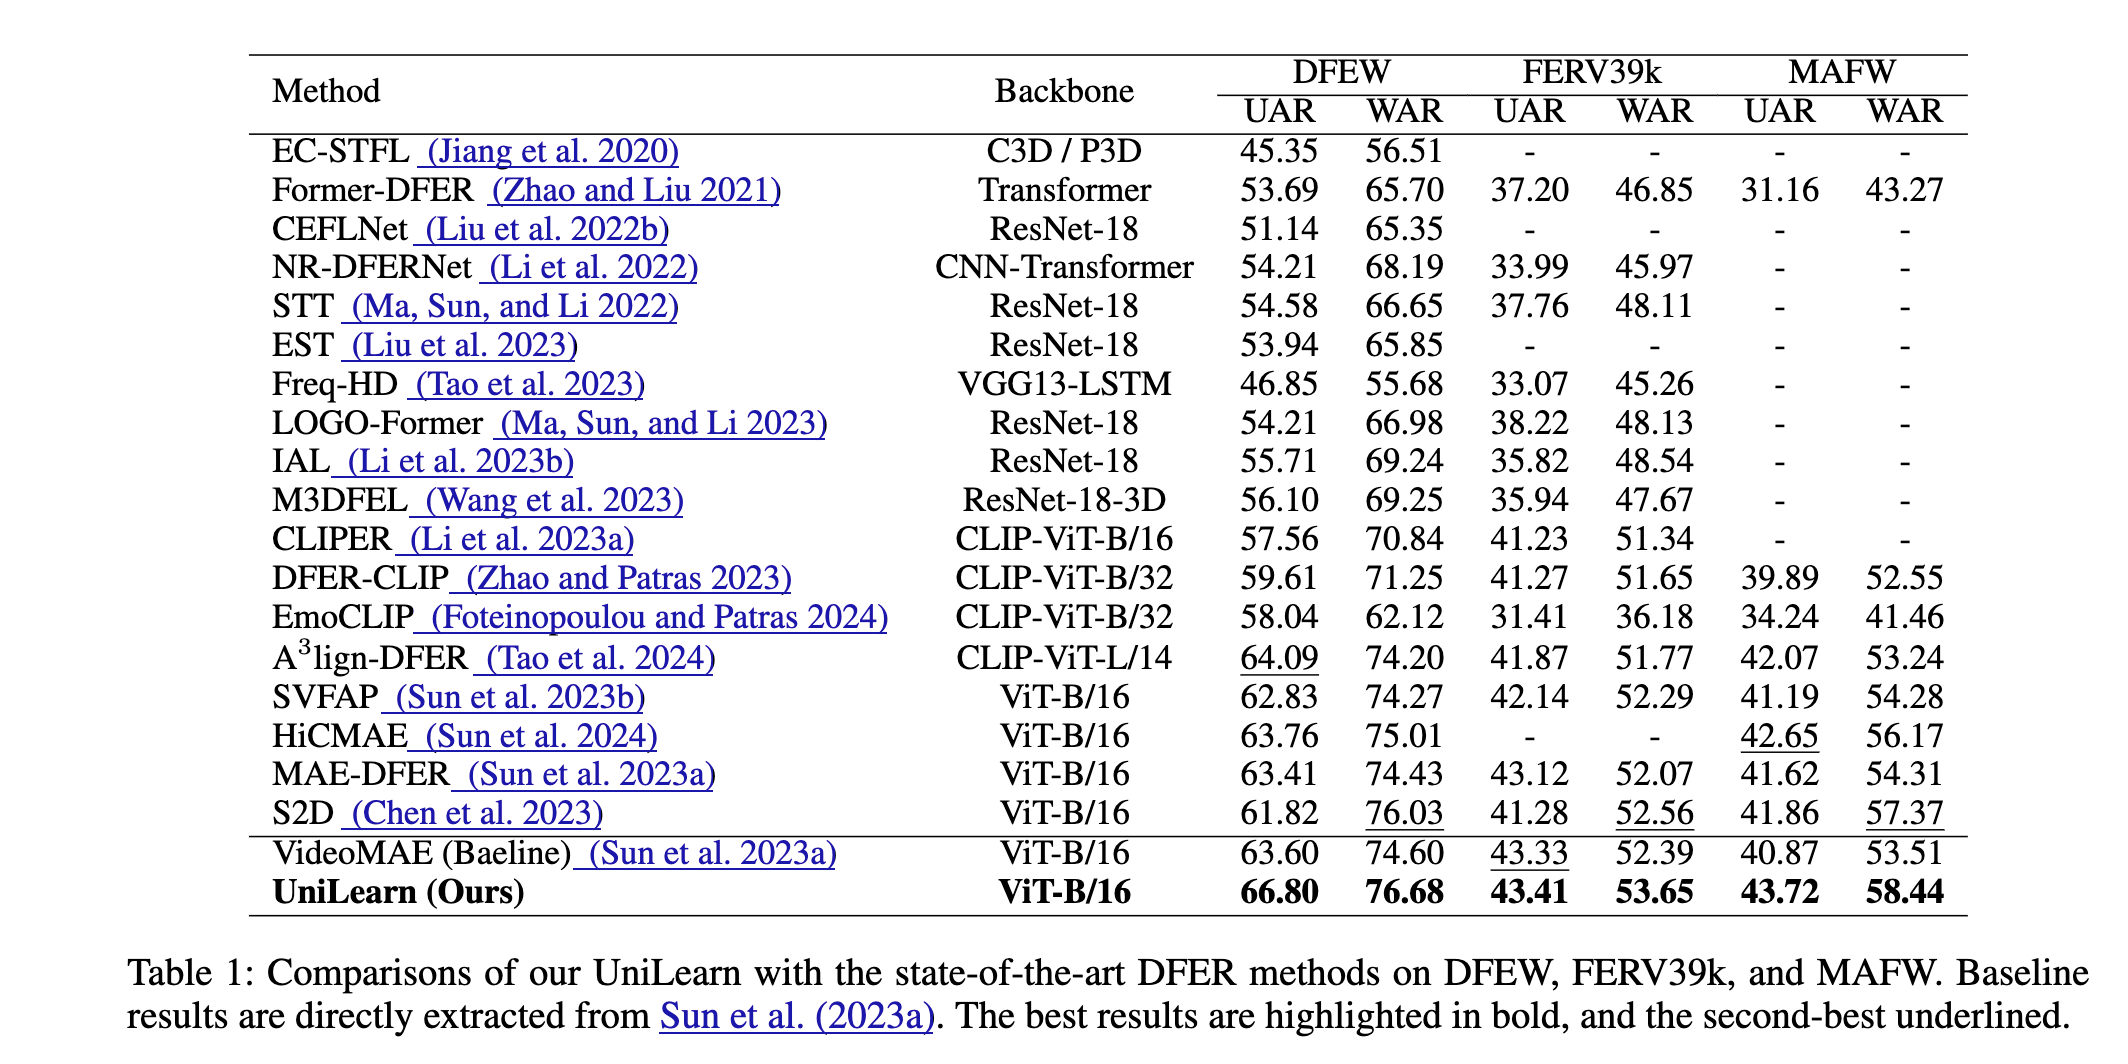 Method Backbone DFEW FERV39k MAFW
UAR WAR UAR WAR UAR WAR
EC-STFL (Jiang et al. 2020) C3D / P3D 45.35 56.51 - - - -
Former-DFER (Zhao and Liu 2021) Transformer 53.69 65.70 37.20 46.85 31.16 43.27
CEFLNet (Liu et al. 2022b) ResNet-18 51.14 65.35 - - - -
NR-DFERNet (Li et al. 2022) CNN-Transformer 54.21 68.19 33.99 45.97 - -
STT (Ma, Sun, and Li 2022) ResNet-18 54.58 66.65 37.76 48.11 - -
EST (Liu et al. 2023) ResNet-18 53.94 65.85 - - - -
Freq-HD (Tao et al. 2023) VGG13-LSTM 46.85 55.68 33.07 45.26 - -
LOGO-Former (Ma, Sun, and Li 2023) ResNet-18 54.21 66.98 38.22 48.13 - -
IAL (Li et al. 2023b) ResNet-18 55.71 69.24 35.82 48.54 - -
M3DFEL (Wang et al. 2023) ResNet-18-3D 56.10 69.25 35.94 47.67 - -
CLIPER (Li et al. 2023a) CLIP-ViT-B/16 57.56 70.84 41.23 51.34 - -
DFER-CLIP (Zhao and Patras 2023) CLIP-ViT-B/32 59.61 71.25 41.27 51.65 39.89 52.55
EmoCLIP (Foteinopoulou and Patras 2024) CLIP-ViT-B/32 58.04 62.12 31.41 36.18 34.24 41.46
A³lign-DFER (Tao et al. 2024) CLIP-ViT-L/14 64.09 74.20 41.87 51.77 42.07 53.24
SVFAP (Sun et al. 2023b) ViT-B/16 62.83 74.27 42.14 52.29 41.19 54.28
HiCMAE (Sun et al. 2024) ViT-B/16 63.76 75.01 - - 42.65 56.17
MAE-DFER (Sun et al. 2023a) ViT-B/16 63.41 74.43 43.12 52.07 41.62 54.31
S2D (Chen et al. 2023) ViT-B/16 61.82 76.03 41.28 52.56 41.86 57.37
VideoMAE (Baeline) (Sun et al. 2023a) ViT-B/16 63.60 74.60 43.33 52.39 40.87 53.51
UniLearn (Ours) ViT-B/16 66.80 76.68 43.41 53.65 43.72 58.44
Table 1: Comparisons of our UniLearn with the state-of-the-art DFER methods on DFEW, FERV39k, and MAFW. Baseline
results are directly extracted from Sun et al. (2023a). The best results are highlighted in bold, and the second-best underlined.